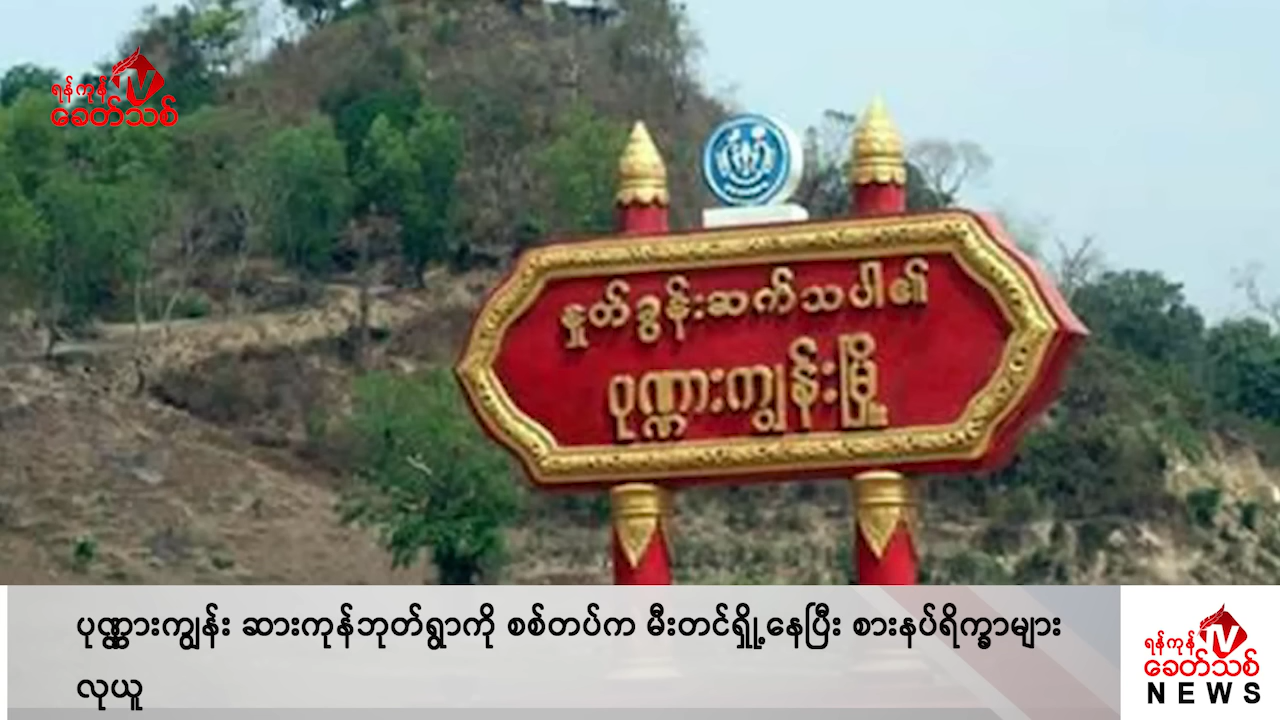 ရန်ကုန်
ခေတ်သစ်
TV
နှုတ်ခွန်းဆက်သပါ၏
ပုဏ္ဏားကျွန်းမြို့
ပုဏ္ဏားကျွန်း ဆားကုန်ဘုတ်ရွာကို စစ်တပ်က မီးတင်ရှို့နေပြီး စားနပ်ရိက္ခာများ
လုယူ
ရန်ကုန်
TV
ခေတ်သစ်
NEWS